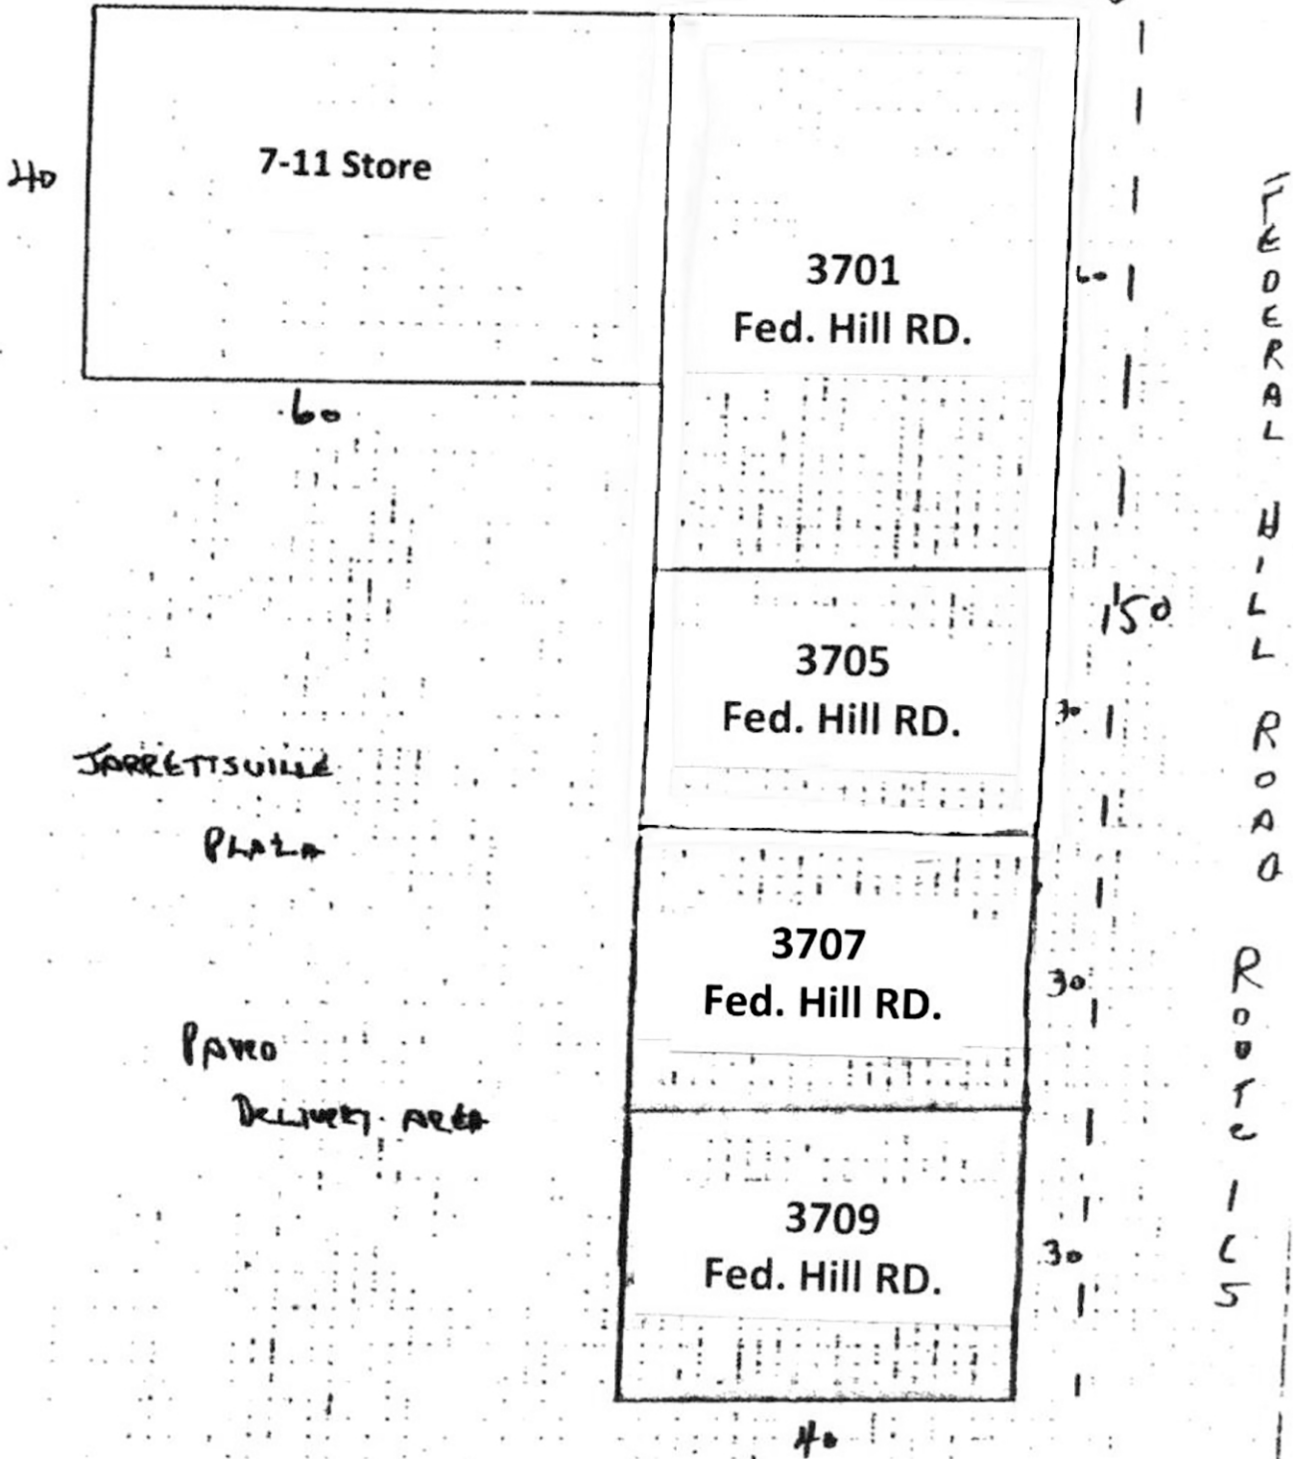 7-11 Store
40
60
3701
Fed. Hill RD.
60
3705
Fed. Hill RD.
150
30
3707
Fed. Hill RD.
30
3709
Fed. Hill RD.
30
40
JARRETTSVILLE
PLAZA
PAVED
DELIVERY AREA
FEDERAL HILL ROAD ROUTE 165